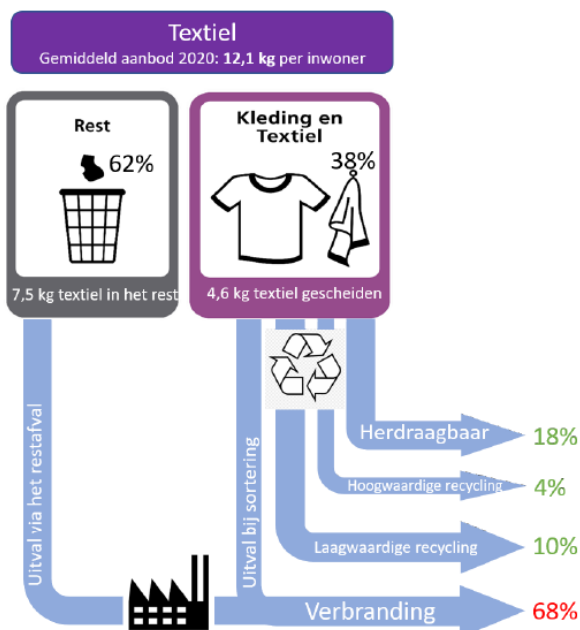 Textiel
Gemiddeld aanbod 2020: 12,1 kg per inwoner
Rest
62%
7,5 kg textiel in het rest
Kleding en
Textiel
38%
4,6 kg textiel gescheiden
Uitval via het restafval
Uitval bij sortering
Herdraagbaar
18%
Hoogwaardige recycling
4%
Laagwaardige recycling
10%
Verbranding
68%